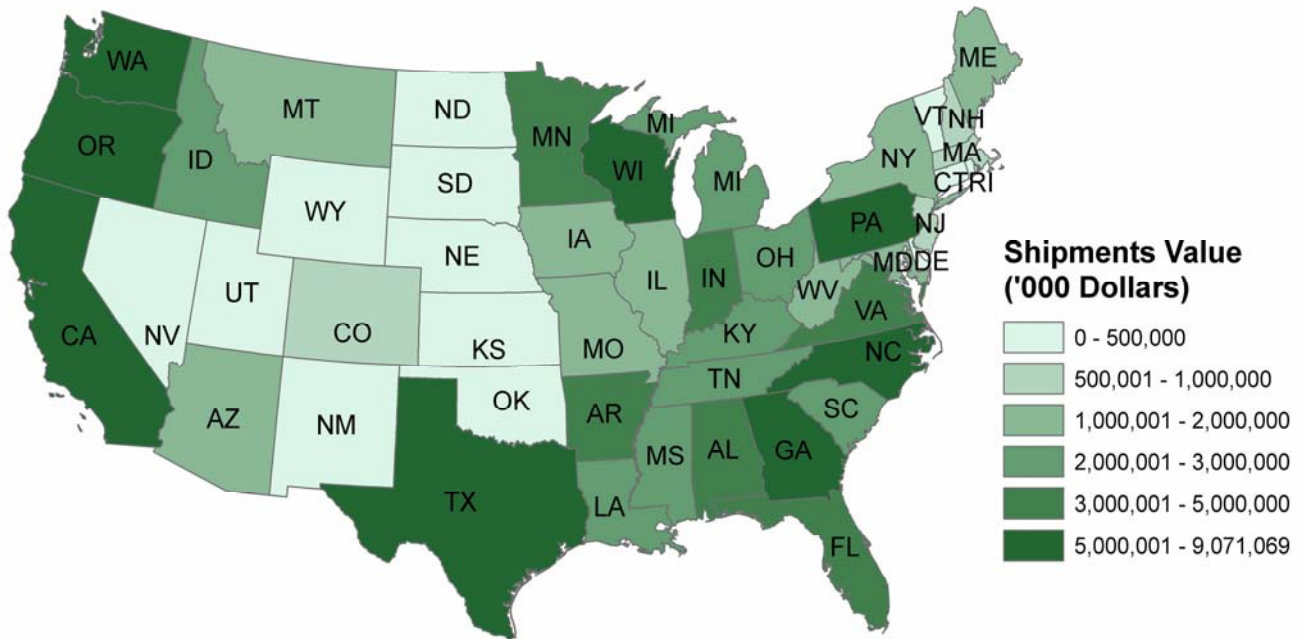 WA
MT
ND
MN
MI
ME
VT
NH
OR
ID
SD
WI
MI
NY
MA
CT
RI
WY
NE
IA
IL
IN
OH
PA
NJ
MD
DE
NV
UT
CO
KS
MO
KY
WV
VA
CA
AZ
NM
OK
AR
TN
NC
SC
TX
LA
MS
AL
GA
FL
Shipments Value
('000 Dollars)
0 - 500,000
500,001 - 1,000,000
1,000,001 - 2,000,000
2,000,001 - 3,000,000
3,000,001 - 5,000,000
5,000,001 - 9,071,069